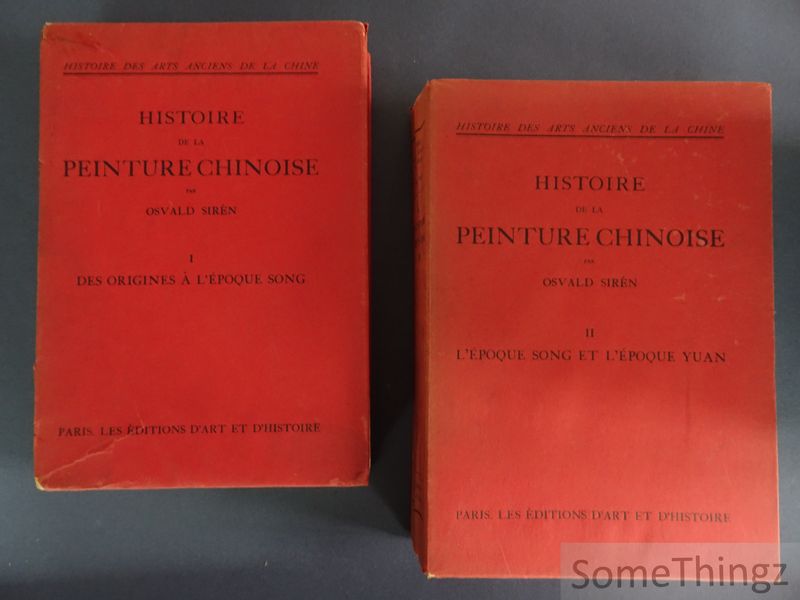 HISTOIRE DES ARTS ANCIENS DE LA CHINE
HISTOIRE
DE LA
PEINTURE CHINOISE
PAR
OSVALD SIRÉN
I
DES ORIGINES À L'ÉPOQUE SONG
PARIS. LES ÉDITIONS D'ART ET D'HISTOIRE
HISTOIRE DES ARTS ANCIENS DE LA CHINE
HISTOIRE
DE LA
PEINTURE CHINOISE
PAR
OSVALD SIRÉN
II
L'ÉPOQUE SONG ET L'ÉPOQUE YUAN
PARIS. LES ÉDITIONS D'ART ET D'HISTOIRE
SomeThingz